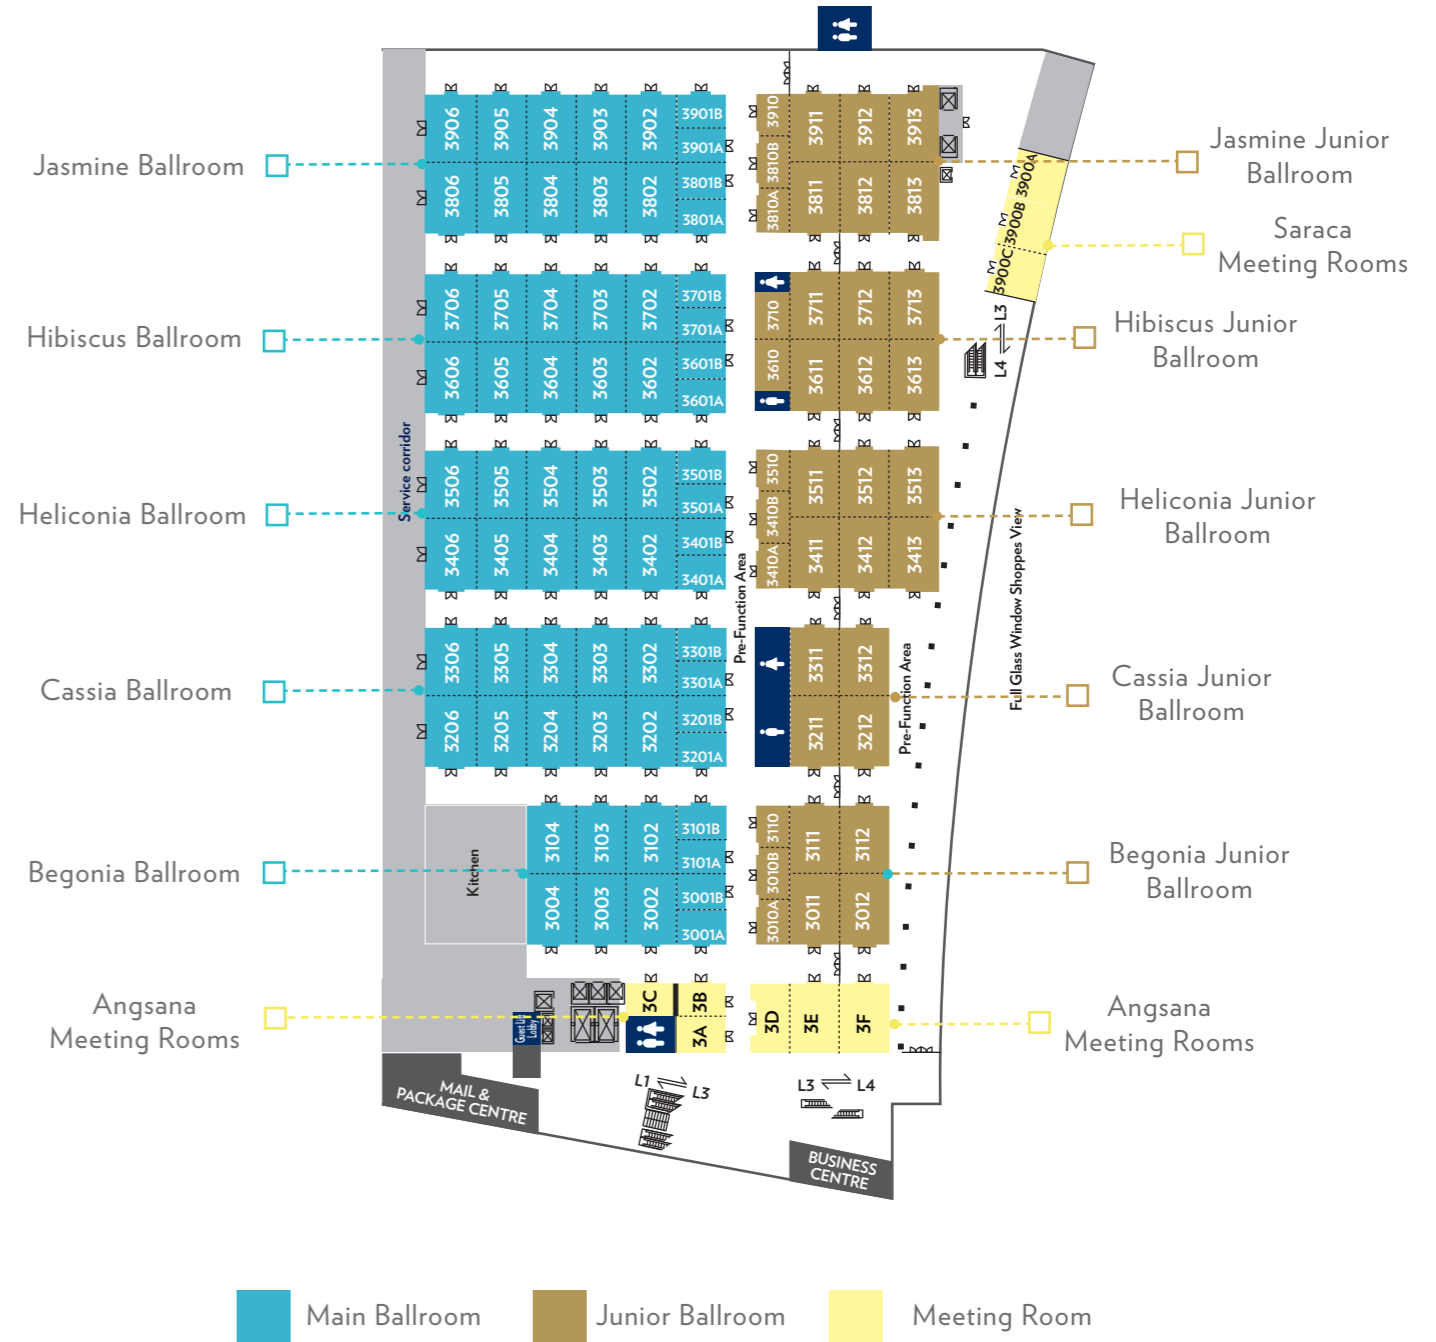 3906 3905 3904 3903 3902 3901B
3901A
3806 3805 3804 3803 3802 3801B
3801A
3910 3911 3912 3913
3810B
3810A 3811 3812 3813
Jasmine Ballroom
Jasmine Junior
Ballroom
3900A
3900B
3900C
Saraca
Meeting Rooms
3706 3705 3704 3703 3702 3701B
3701A
3606 3605 3604 3603 3602 3601B
3601A
3710 3711 3712 3713
3610 3611 3612 3613
Hibiscus Ballroom
Hibiscus Junior
Ballroom
L4 L3
Service corridor
3506 3505 3504 3503 3502 3501B
3501A
3406 3405 3404 3403 3402 3401B
3401A
3510 3511 3512 3513
3410B
3410A 3411 3412 3413
Heliconia Ballroom
Heliconia Junior
Ballroom
Pre-Function Area
Full Glass Window Shoppes View
3306 3305 3304 3303 3302 3301B
3301A
3206 3205 3204 3203 3202 3201B
3201A
3311 3312
3211 3212
Pre-Function Area
Cassia Ballroom
Cassia Junior
Ballroom
Kitchen
3104 3103 3102 3101B
3101A
3004 3003 3002 3001B
3001A
3110 3111 3112
3010B
3010A 3011 3012
Begonia Ballroom
Begonia Junior
Ballroom
3C 3B
3A
3D 3E 3F
Angsana
Meeting Rooms
Angsana
Meeting Rooms
Guest Lift
Lobby
L1 L3
L3 L4
MAIL &
PACKAGE CENTRE
BUSINESS
CENTRE
Main Ballroom
Junior Ballroom
Meeting Room